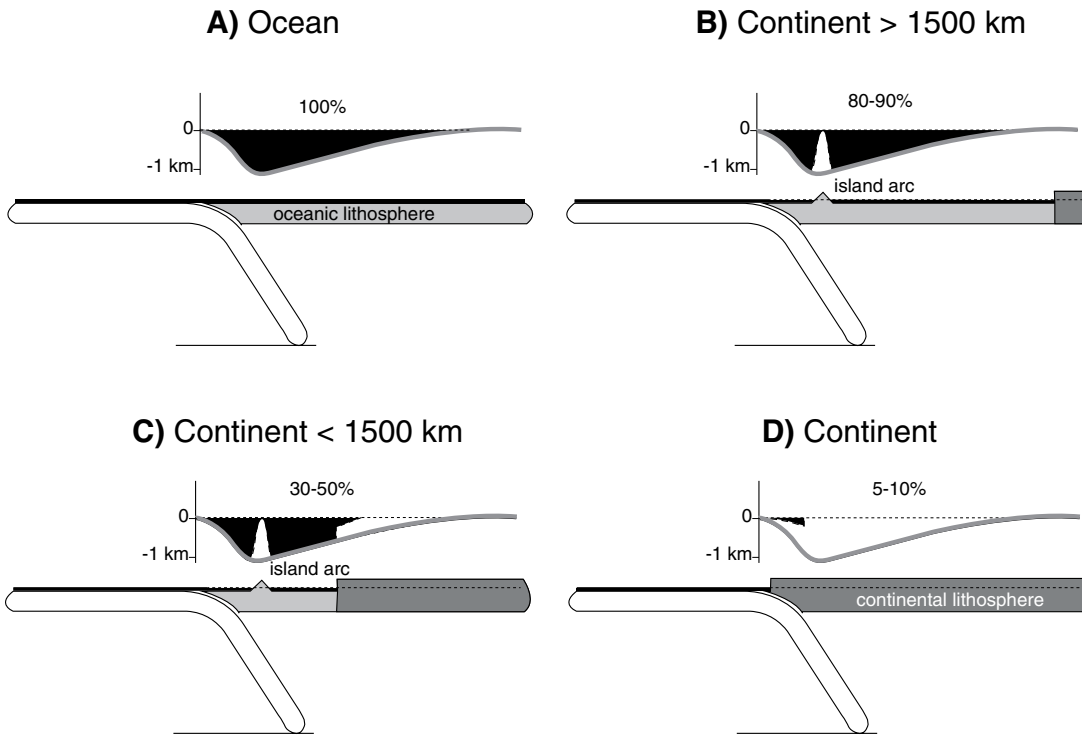 A) Ocean
100%
0
-1 km
oceanic lithosphere
B) Continent > 1500 km
80-90%
0
-1 km
island arc
C) Continent < 1500 km
30-50%
0
-1 km
island arc
D) Continent
5-10%
0
-1 km
continental lithosphere